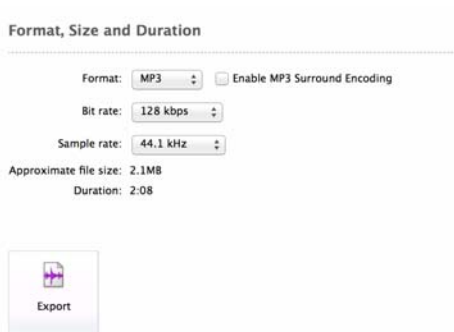 Format, Size and Duration
Format: MP3 Enable MP3 Surround Encoding
Bit rate: 128 kbps
Sample rate: 44.1 kHz
Approximate file size: 2.1MB
Duration: 2:08
Export